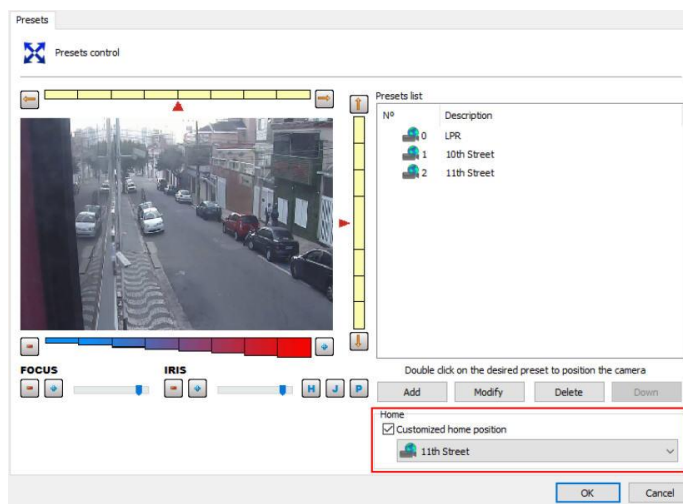 Presets
Presets control
Presets list
Nº Description
0 LPR
1 10th Street
2 11th Street
Double click on the desired preset to position the camera
FOCUS IRIS
H J P
Add Modify Delete Down
Home
Customized home position
11th Street
OK Cancel